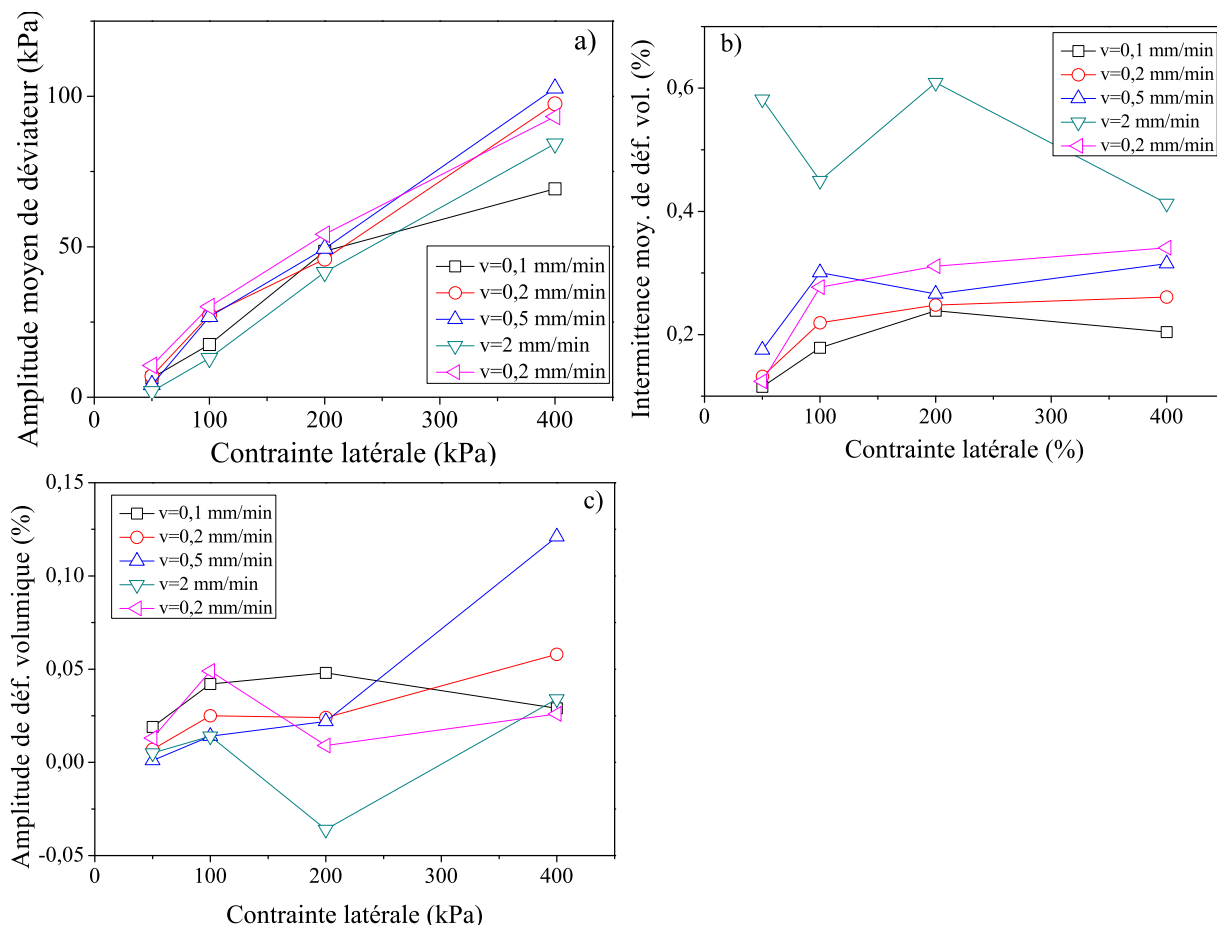 a)
Amplitude moyen de déviateur (kPa)
100
50
0
v=0,1 mm/min
v=0,2 mm/min
v=0,5 mm/min
v=2 mm/min
v=0,2 mm/min
0 100 200 300 400
Contrainte latérale (kPa)
b)
Intermittence moy. de déf. vol. (%)
0,6
0,4
0,2
v=0,1 mm/min
v=0,2 mm/min
v=0,5 mm/min
v=2 mm/min
v=0,2 mm/min
0 100 200 300 400
Contrainte latérale (%)
c)
Amplitude de déf. volumique (%)
0,15
0,10
0,05
0,00
-0,05
v=0,1 mm/min
v=0,2 mm/min
v=0,5 mm/min
v=2 mm/min
v=0,2 mm/min
0 100 200 300 400
Contrainte latérale (kPa)